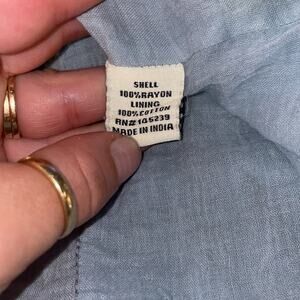 SHELL
100%RAYON
LINING
100%COTTON
RN#145239
MADE IN INDIA